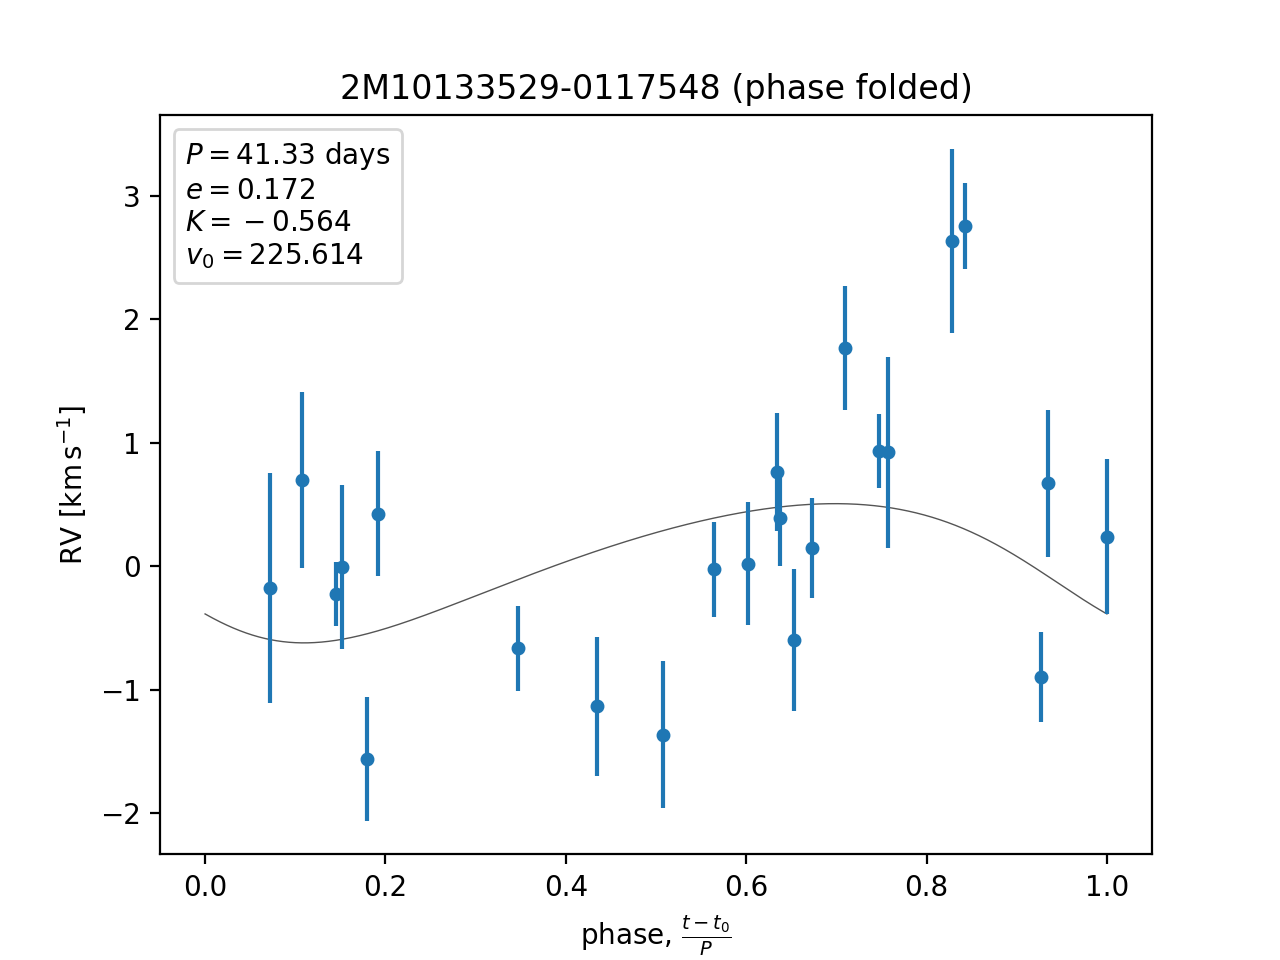 2M10133529-0117548 (phase folded)
P = 41.33 days
e = 0.172
K = −0.564
v₀ = 225.614
3
2
1
0
−1
−2
RV [km s⁻¹]
0.0 0.2 0.4 0.6 0.8 1.0
phase, (t − t₀)/P